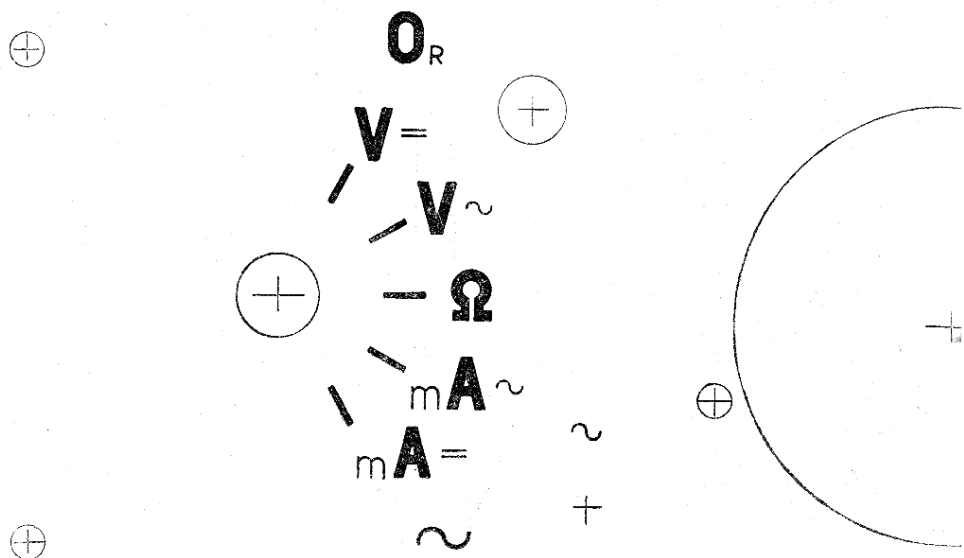 OR
V=
V~
Ω
mA~
mA=
~
+
~